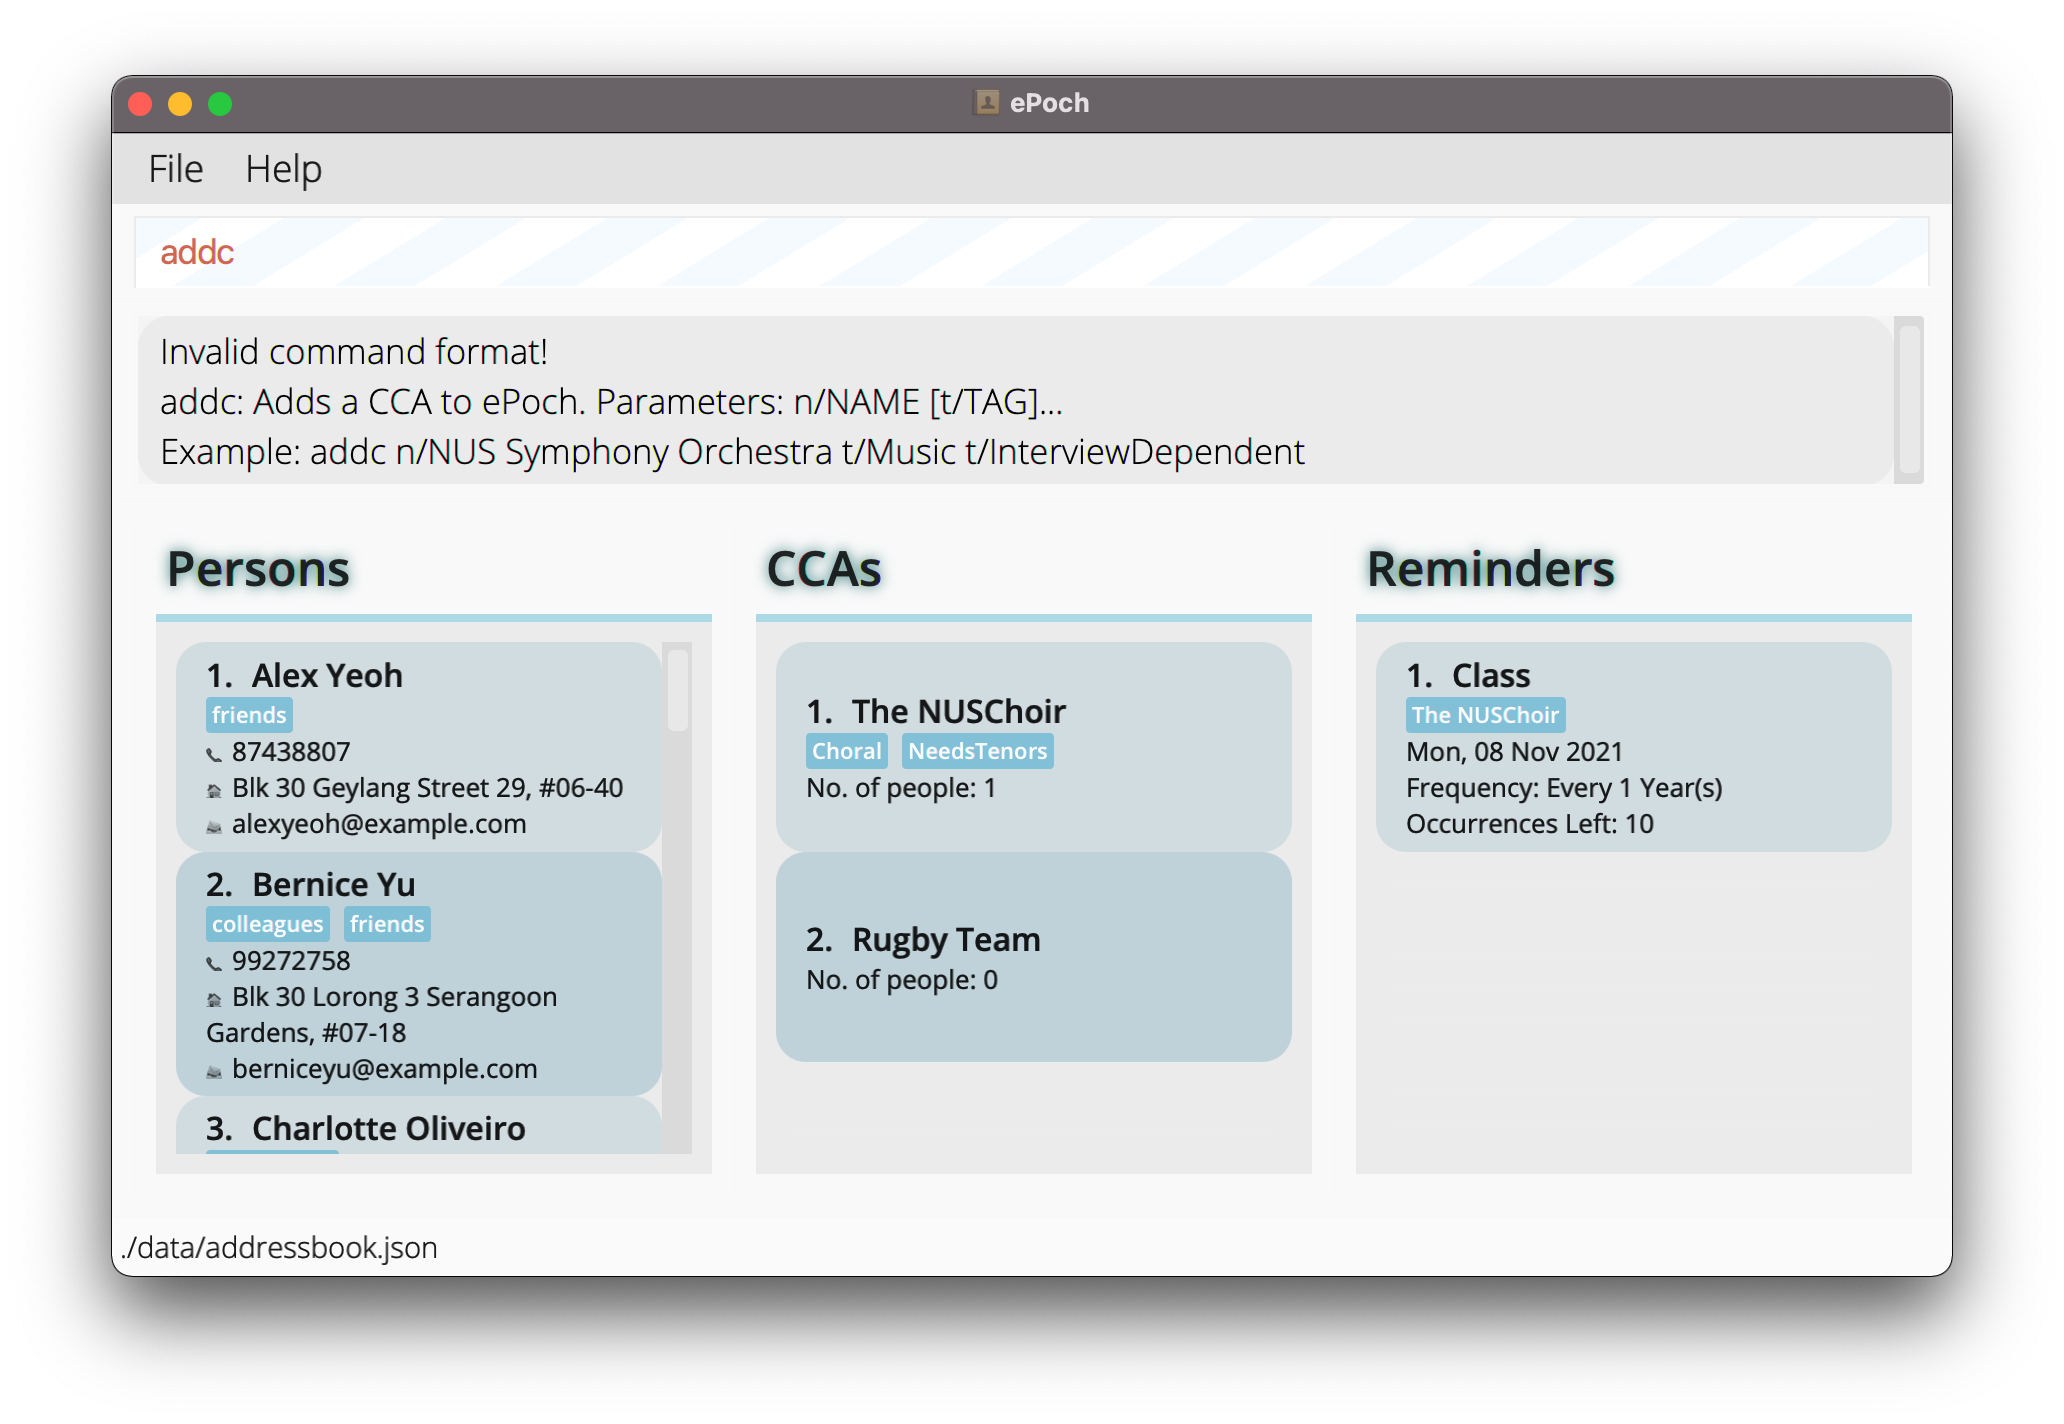 ePoch
File Help
addc
Invalid command format!
addc: Adds a CCA to ePoch. Parameters: n/NAME [t/TAG]...
Example: addc n/NUS Symphony Orchestra t/Music t/InterviewDependent
Persons
1. Alex Yeoh
friends
87438807
Blk 30 Geylang Street 29, #06-40
alexyeoh@example.com
2. Bernice Yu
colleagues friends
99272758
Blk 30 Lorong 3 Serangoon
Gardens, #07-18
berniceyu@example.com
3. Charlotte Oliveiro
CCAs
1. The NUSChoir
Choral NeedsTenors
No. of people: 1
2. Rugby Team
No. of people: 0
Reminders
1. Class
The NUSChoir
Mon, 08 Nov 2021
Frequency: Every 1 Year(s)
Occurrences Left: 10
./data/addressbook.json